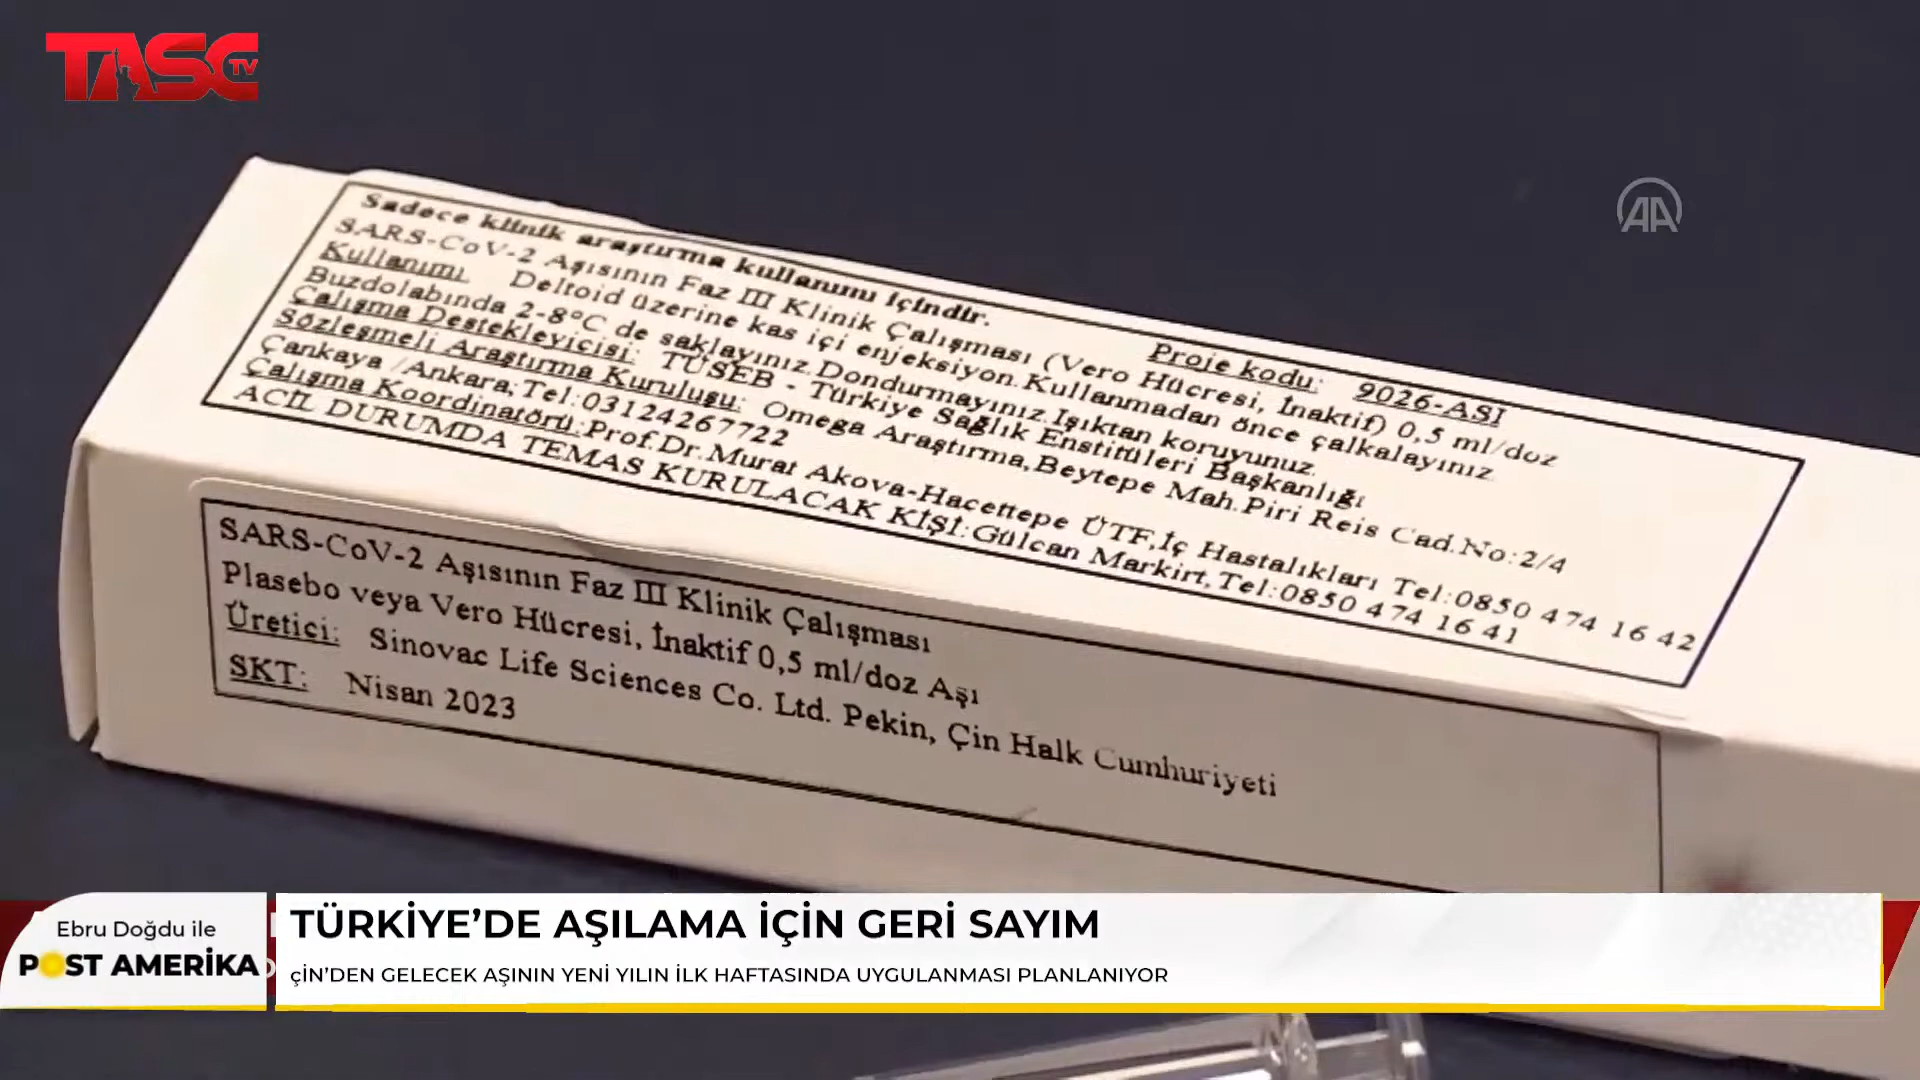 TASC TV
AA
Sadece klinik araştırma kullanımı içindir.
Proje kodu: 9026-ASI
SARS-CoV-2 Aşısının Faz III Klinik Çalışması (Vero Hücresi, İnaktif) 0,5 ml/doz
Kullanımı: Deltoid üzerine kas içi enjeksiyon.Kullanmadan önce çalkalayınız.
Buzdolabında 2-8°C de saklayınız.Dondurmayınız.Işıktan koruyunuz.
Çalışma Destekleyicisi: TÜSEB - Türkiye Sağlık Enstitüleri Başkanlığı
Sözleşmeli Araştırma Kuruluşu: Omega Araştırma,Beytepe Mah.Piri Reis Cad.No:2/4
Çankaya /Ankara;Tel:03124267722
Çalışma Koordinatörü:Prof.Dr.Murat Akova-Hacettepe ÜTF,İç Hastalıkları Tel:0850 474 16 42
ACİL DURUMDA TEMAS KURULACAK KİŞİ:Gülcan Markirt,Tel:0850 474 16 41
SARS-CoV-2 Aşısının Faz III Klinik Çalışması
Plasebo veya Vero Hücresi, İnaktif 0,5 ml/doz Aşı
Üretici: Sinovac Life Sciences Co. Ltd. Pekin, Çin Halk Cumhuriyeti
SKT: Nisan 2023
Ebru Doğdu ile
POST AMERİKA
TÜRKİYE’DE AŞILAMA İÇİN GERİ SAYIM
çİN’DEN GELECEK AŞININ YENİ YILIN İLK HAFTASINDA UYGULANMASI PLANLANIYOR